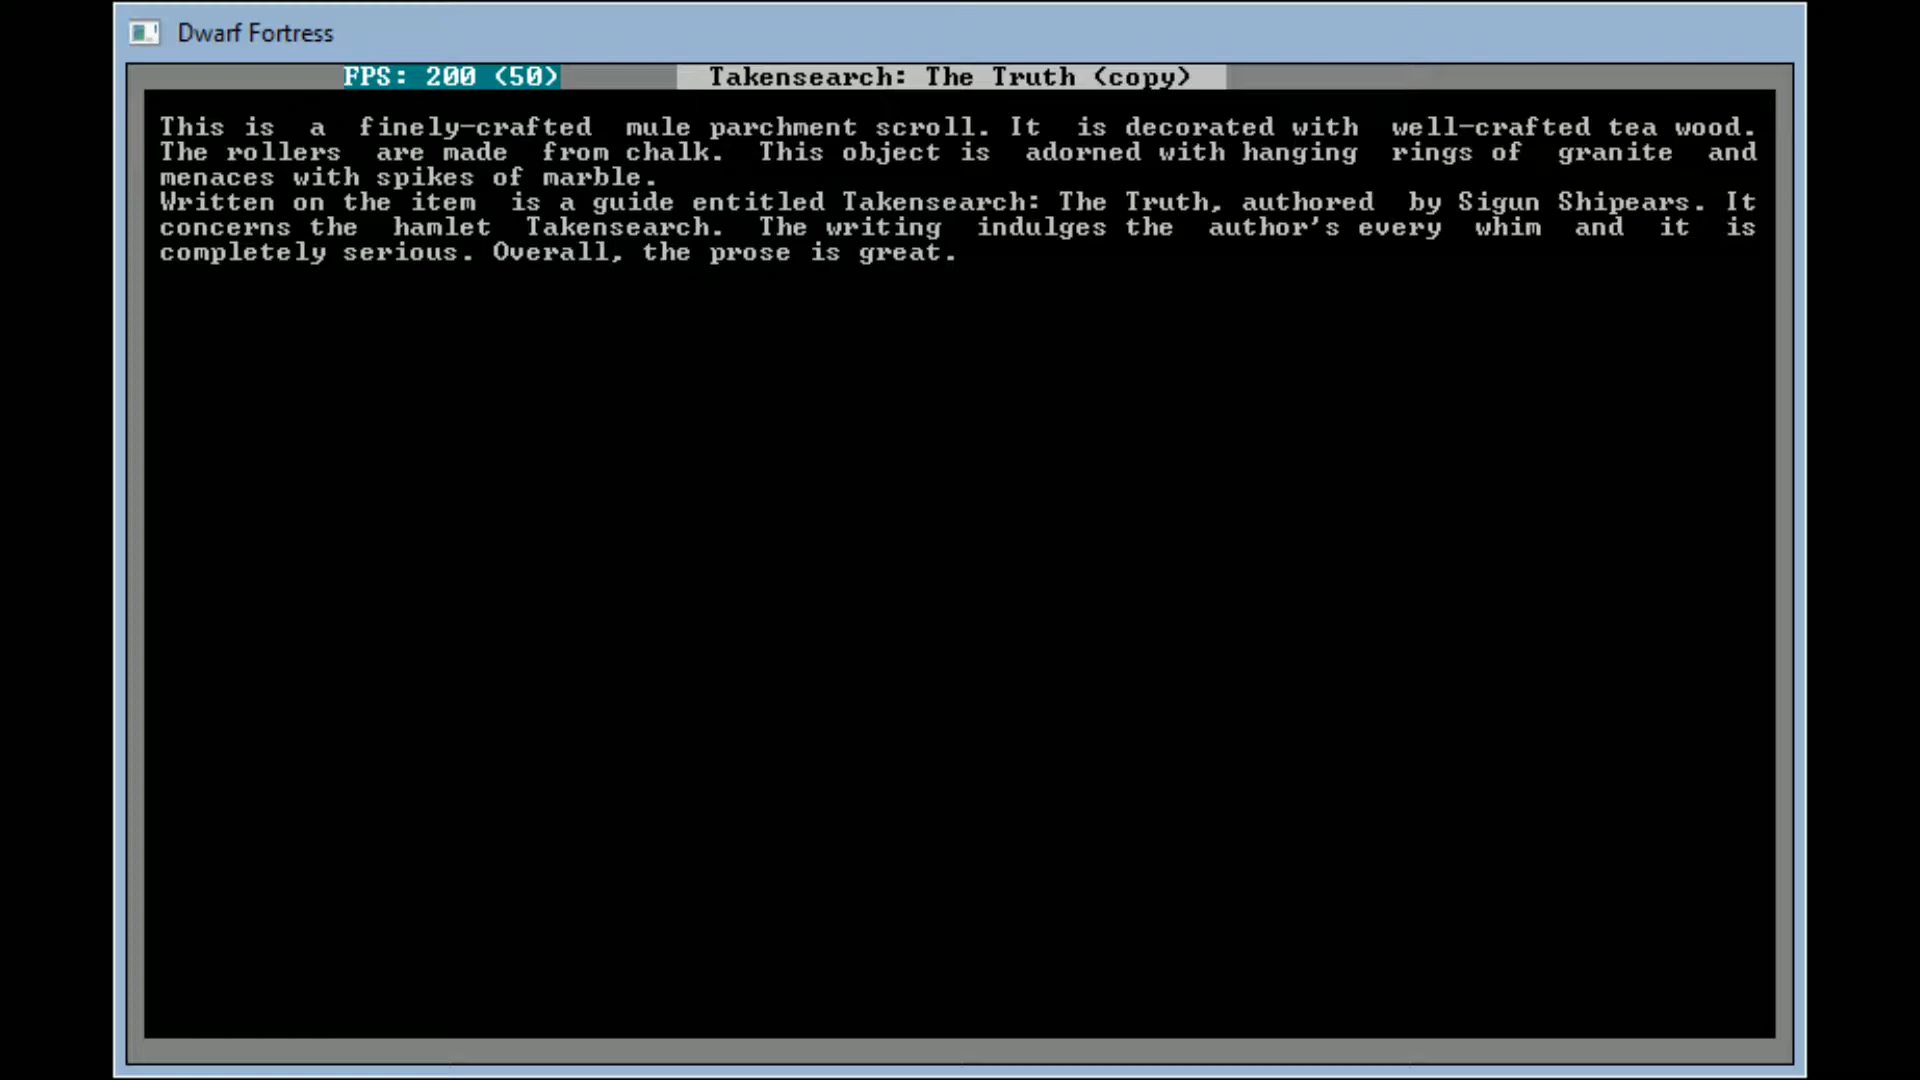 Dwarf Fortress
FPS: 200 (50) Takensearch: The Truth (copy)
This is a finely-crafted mule parchment scroll. It is decorated with well-crafted tea wood.
The rollers are made from chalk. This object is adorned with hanging rings of granite and
menaces with spikes of marble.
Written on the item is a guide entitled Takensearch: The Truth, authored by Sigun Shipears. It
concerns the hamlet Takensearch. The writing indulges the author's every whim and it is
completely serious. Overall, the prose is great.